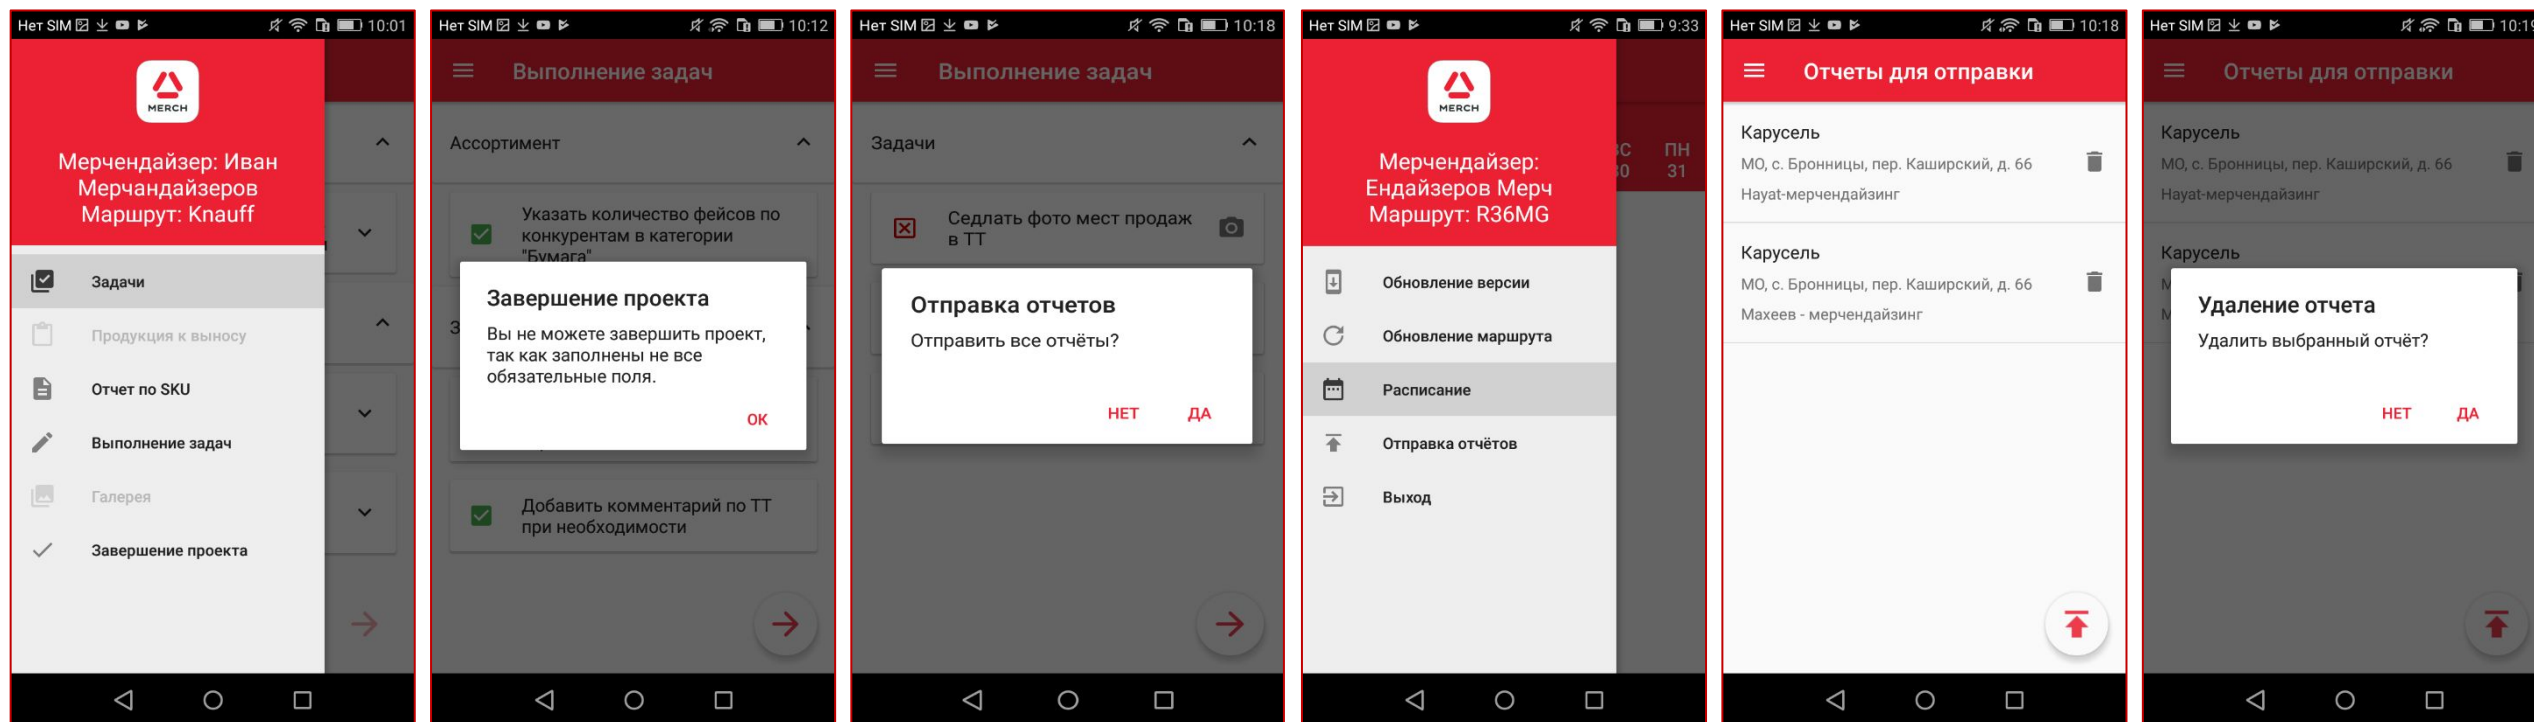 Нет SIM 10:01
MERCH
Мерчендайзер: Иван
Мерчандайзеров
Маршрут: Knauff
Задачи
Продукция к выносу
Отчет по SKU
Выполнение задач
Галерея
Завершение проекта
Нет SIM 10:12
Выполнение задач
Ассортимент
Указать количество фейсов по
конкурентам в категории
"Бумага"
Завершение проекта
Вы не можете завершить проект,
так как заполнены не все
обязательные поля.
ОК
Добавить комментарий по ТТ
при необходимости
Нет SIM 10:18
Выполнение задач
Задачи
Седлать фото мест продаж
в ТТ
Отправка отчетов
Отправить все отчёты?
НЕТ ДА
Нет SIM 9:33
MERCH
Мерчендайзер:
Ендайзеров Мерч
Маршрут: R36MG
ПН
31
Обновление версии
Обновление маршрута
Расписание
Отправка отчётов
Выход
Нет SIM 10:18
Отчеты для отправки
Карусель
МО, с. Бронницы, пер. Каширский, д. 66
Hayat-мерчендайзинг
Карусель
МО, с. Бронницы, пер. Каширский, д. 66
Махеев - мерчендайзинг
Нет SIM 10:19
Отчеты для отправки
Карусель
МО, с. Бронницы, пер. Каширский, д. 66
Hayat-мерчендайзинг
Карусель
Удаление отчета
Удалить выбранный отчёт?
НЕТ ДА